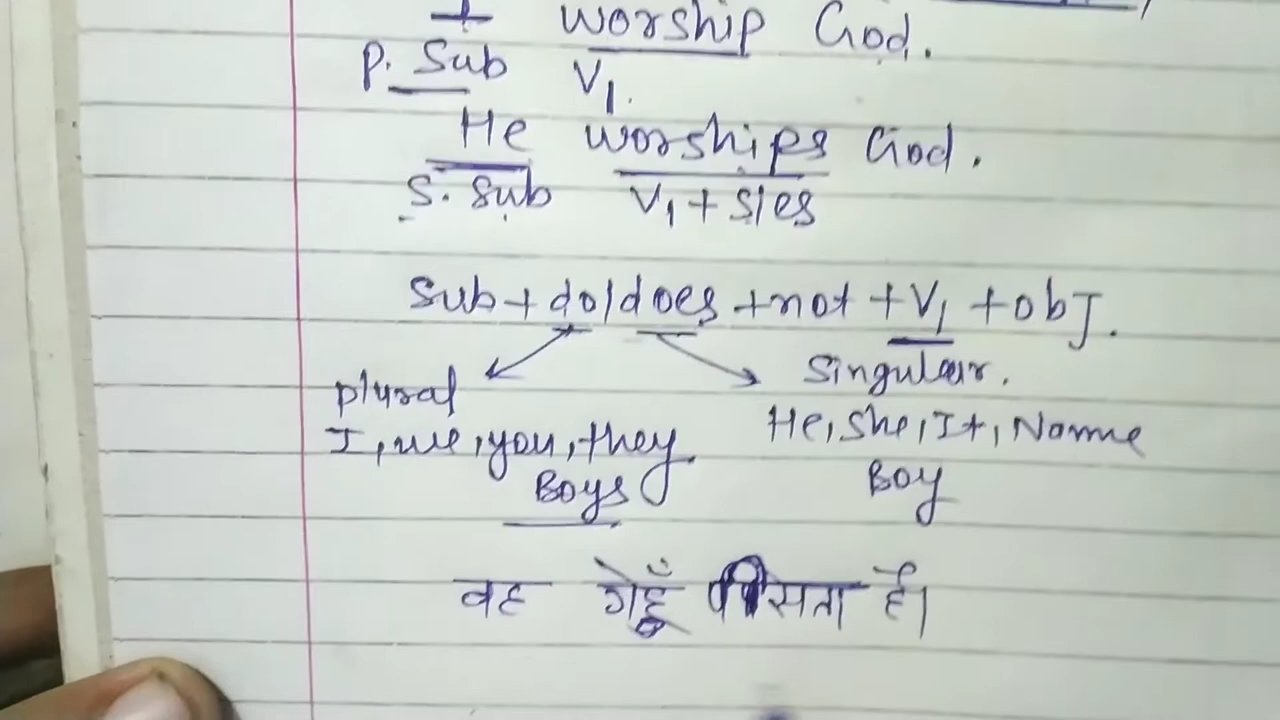 I worship God.
P. Sub V1.
He worships God.
S. Sub V1 + s/es
Sub + do/does + not + V1 + obj.
Plural Singular.
I, we, you, they He, She, It, Name
Boys Boy
वह गेहूँ पीसता है।